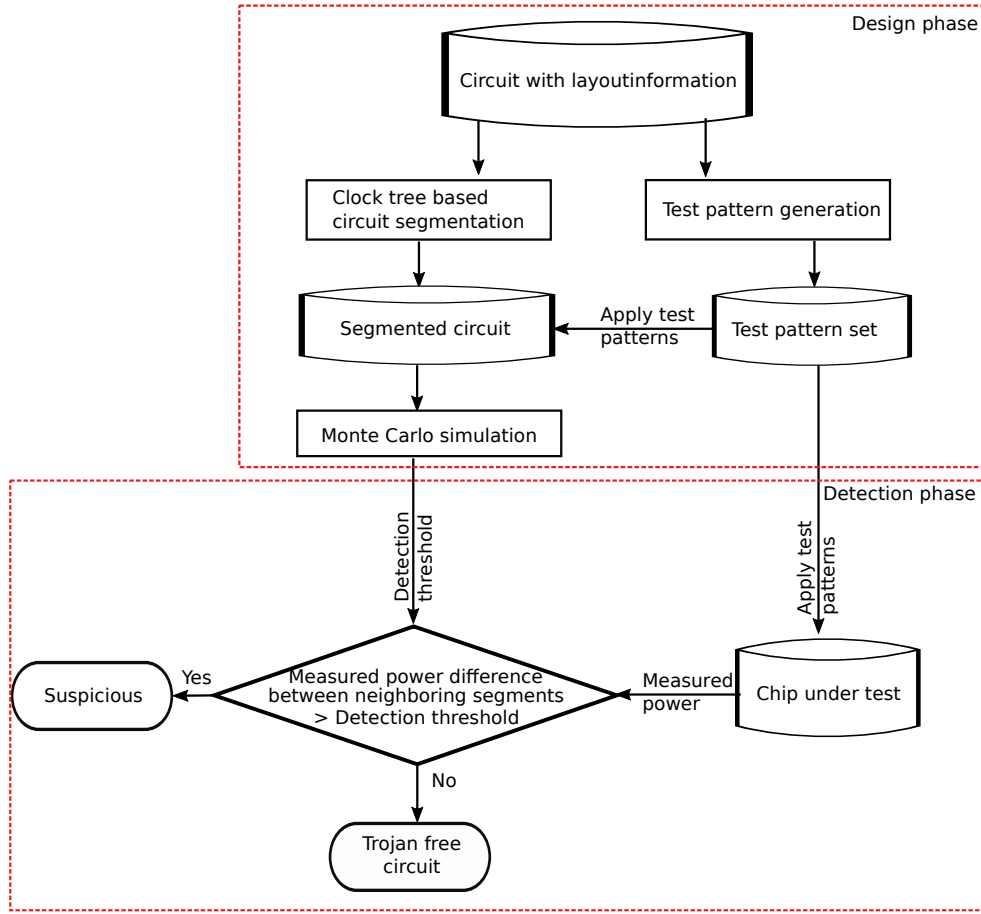 Design phase
Circuit with layoutinformation
Clock tree based
circuit segmentation
Test pattern generation
Segmented circuit
Apply test
patterns
Test pattern set
Monte Carlo simulation
Detection phase
Detection
threshold
Apply test
patterns
Suspicious
Yes
Measured power difference
between neighboring segments
> Detection threshold
Measured
power
Chip under test
No
Trojan free
circuit